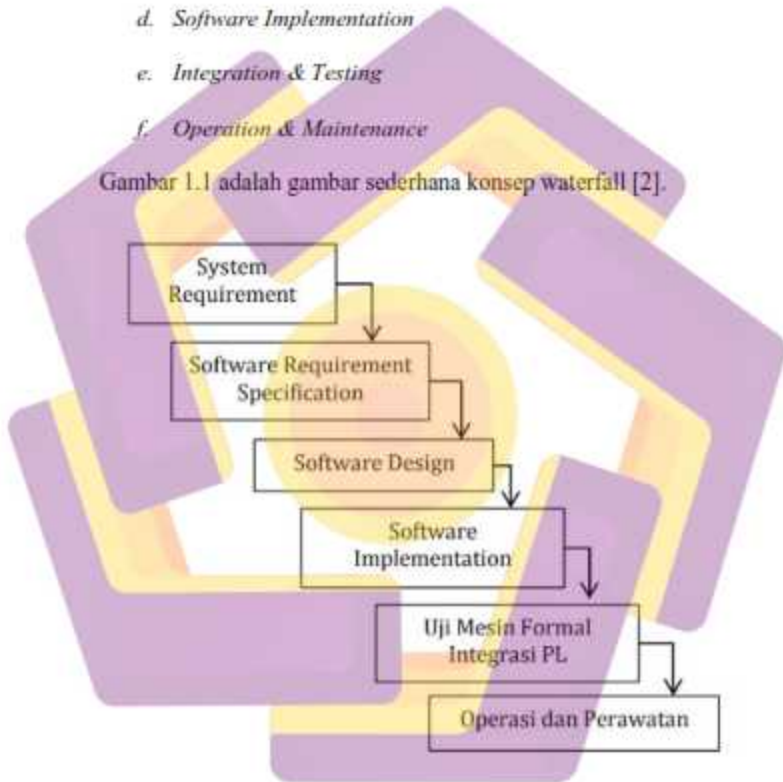 d. Software Implementation
e. Integration & Testing
f. Operation & Maintenance
Gambar 1.1 adalah gambar sederhana konsep waterfall [2].
System
Requirement
Software Requirement
Specification
Software Design
Software
Implementation
Uji Mesin Formal
Integrasi PL
Operasi dan Perawatan